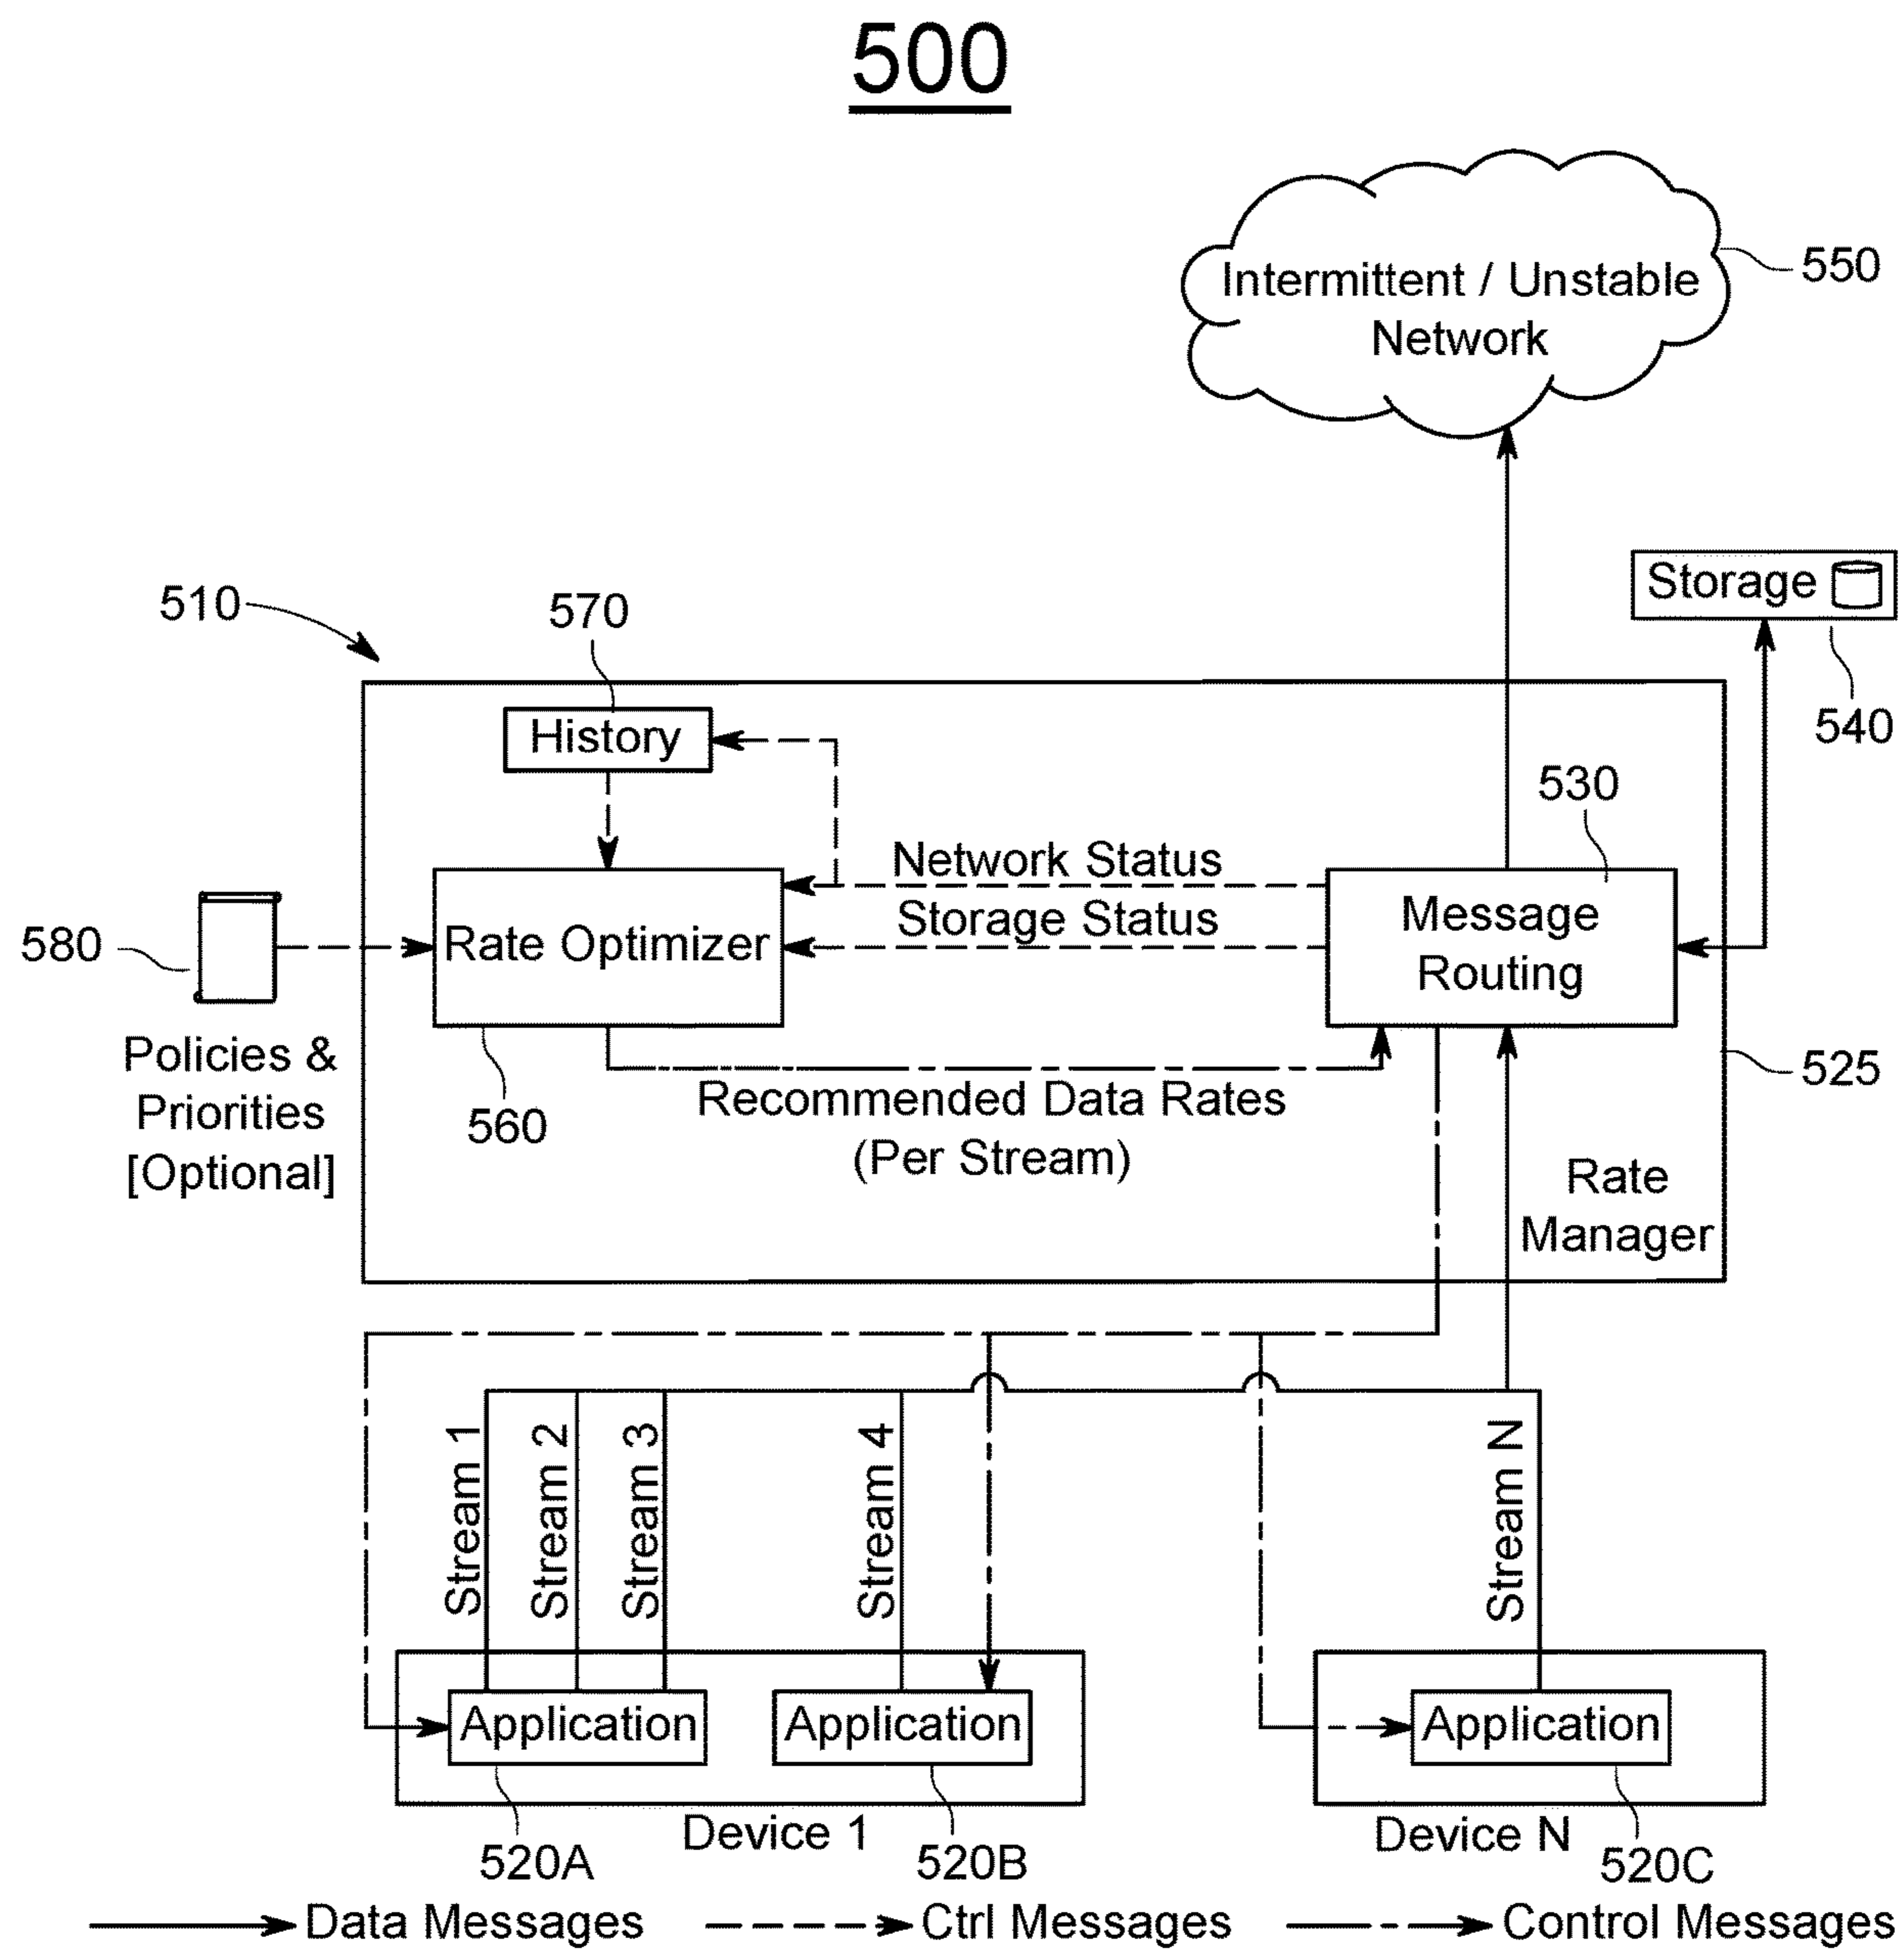 500
Intermittent / Unstable
Network
550
Storage
540
510
570
History
530
Network Status
Storage Status
Message
Routing
Rate Optimizer
580
Policies &
Priorities
[Optional]
560
Recommended Data Rates
(Per Stream)
525
Rate
Manager
Stream 1
Stream 2
Stream 3
Stream 4
Stream N
Application
Application
Application
Device 1
Device N
520A
520B
520C
Data Messages
Ctrl Messages
Control Messages